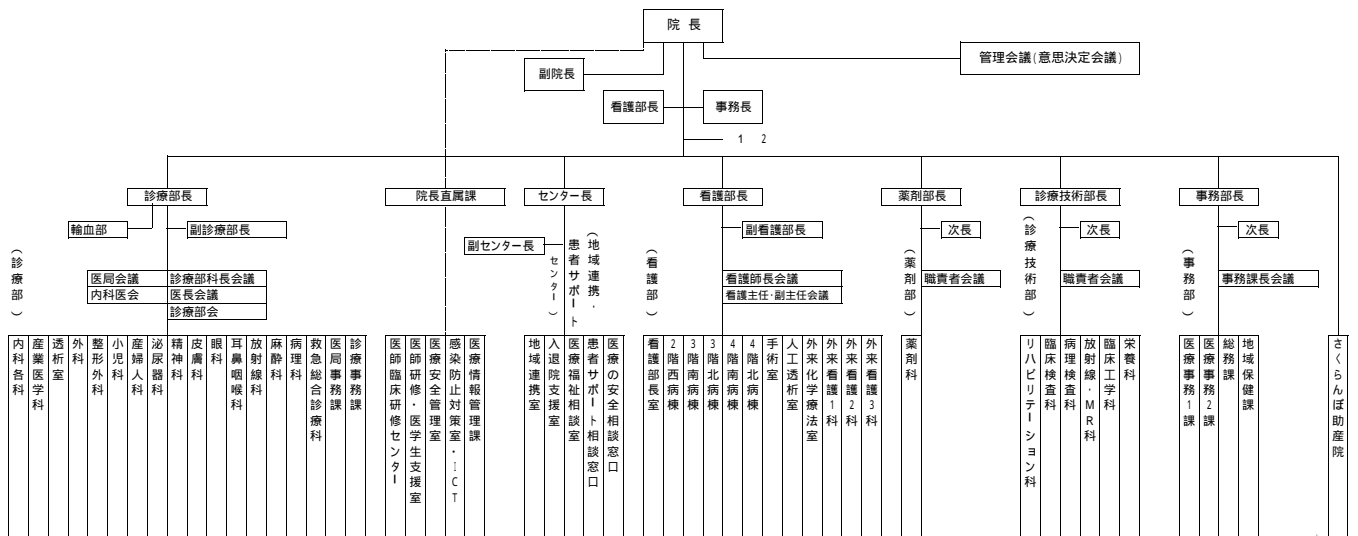 院長
管理会議(意思決定会議)
副院長
看護部長
事務長
1 2
診療部長
院長直属課
センター長
看護部長
薬剤部長
診療技術部長
事務部長
輸血部
副診療部長
副センター長
副看護部長
次長
次長
次長
(診療部)
(地域連携・
患者サポート
センター)
(看護部)
(薬剤部)
(診療技術部)
(事務部)
医局会議
診療部科長会議
内科医会
医長会議
診療部会
看護師長会議
看護主任・副主任会議
職責者会議
職責者会議
事務課長会議
内科各科
産業医学科
透析室
外科
整形外科
小児科
産婦人科
泌尿器科
精神科
皮膚科
眼科
耳鼻咽喉科
放射線科
麻酔科
病理科
救急総合診療科
医局事務課
診療事務課
医師臨床研修センター
医師研修・医学生支援室
医療安全管理室
感染防止対策室・ICT
医療情報管理課
地域連携室
入退院支援室
医療福祉相談室
患者サポート相談窓口
医療の安全相談窓口
看護部長室
2階西病棟
3階南病棟
3階北病棟
4階南病棟
4階北病棟
手術室
人工透析室
外来化学療法室
外来看護1科
外来看護2科
外来看護3科
薬剤科
リハビリテーション科
臨床検査科
病理検査科
放射線・MR科
臨床工学科
栄養科
医療事務1課
医療事務2課
総務課
地域保健課
さくらんぼ助産院